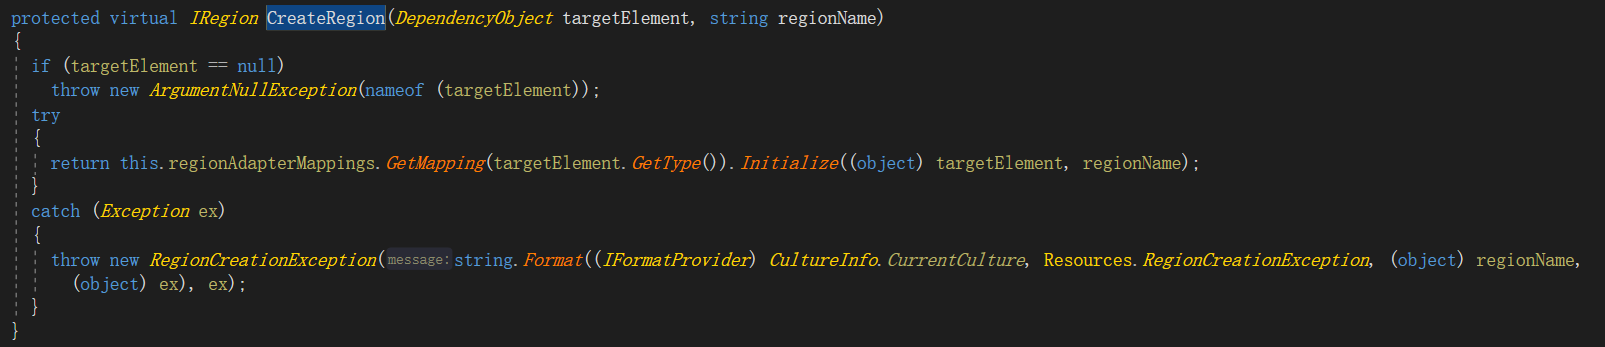 protected virtual IRegion CreateRegion(DependencyObject targetElement, string regionName)
{
  if (targetElement == null)
    throw new ArgumentNullException(nameof (targetElement));
  try
  {
    return this.regionAdapterMappings.GetMapping(targetElement.GetType()).Initialize((object) targetElement, regionName);
  }
  catch (Exception ex)
  {
    throw new RegionCreationException(message:string.Format((IFormatProvider) CultureInfo.CurrentCulture, Resources.RegionCreationException, (object) regionName,
      (object) ex), ex);
  }
}